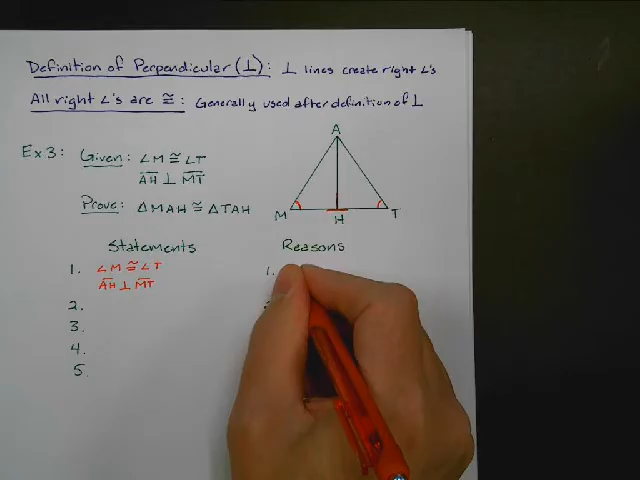 Definition of Perpendicular (⊥): ⊥ lines create right ∠'s
All right ∠'s are ≅: Generally used after definition of ⊥
Ex 3: Given: ∠M ≅ ∠T
AH ⊥ MT
Prove: △MAH ≅ △TAH
A
M H T
Statements Reasons
1. ∠M ≅ ∠T 1.
AH ⊥ MT
2.
3.
4.
5.